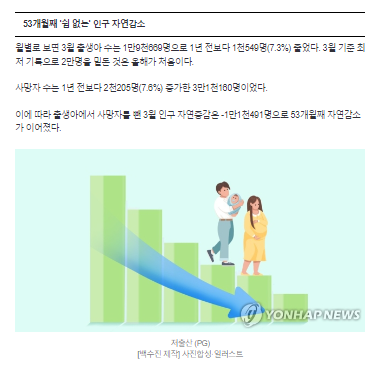 53개월째 '쉼 없는' 인구 자연감소
월별로 보면 3월 출생아 수는 1만9천669명으로 1년 전보다 1천549명(7.3%) 줄었다. 3월 기준 최
저 기록으로 2만명을 밑돈 것은 올해가 처음이다.
사망자 수는 1년 전보다 2천205명(7.6%) 증가한 3만1천160명이었다.
이에 따라 출생아에서 사망자를 뺀 3월 인구 자연증감은 -1만1천491명으로 53개월째 자연감소
가 이어졌다.
YONHAPNEWS
저출산 (PG)
[백수진 제작] 사진합성·일러스트